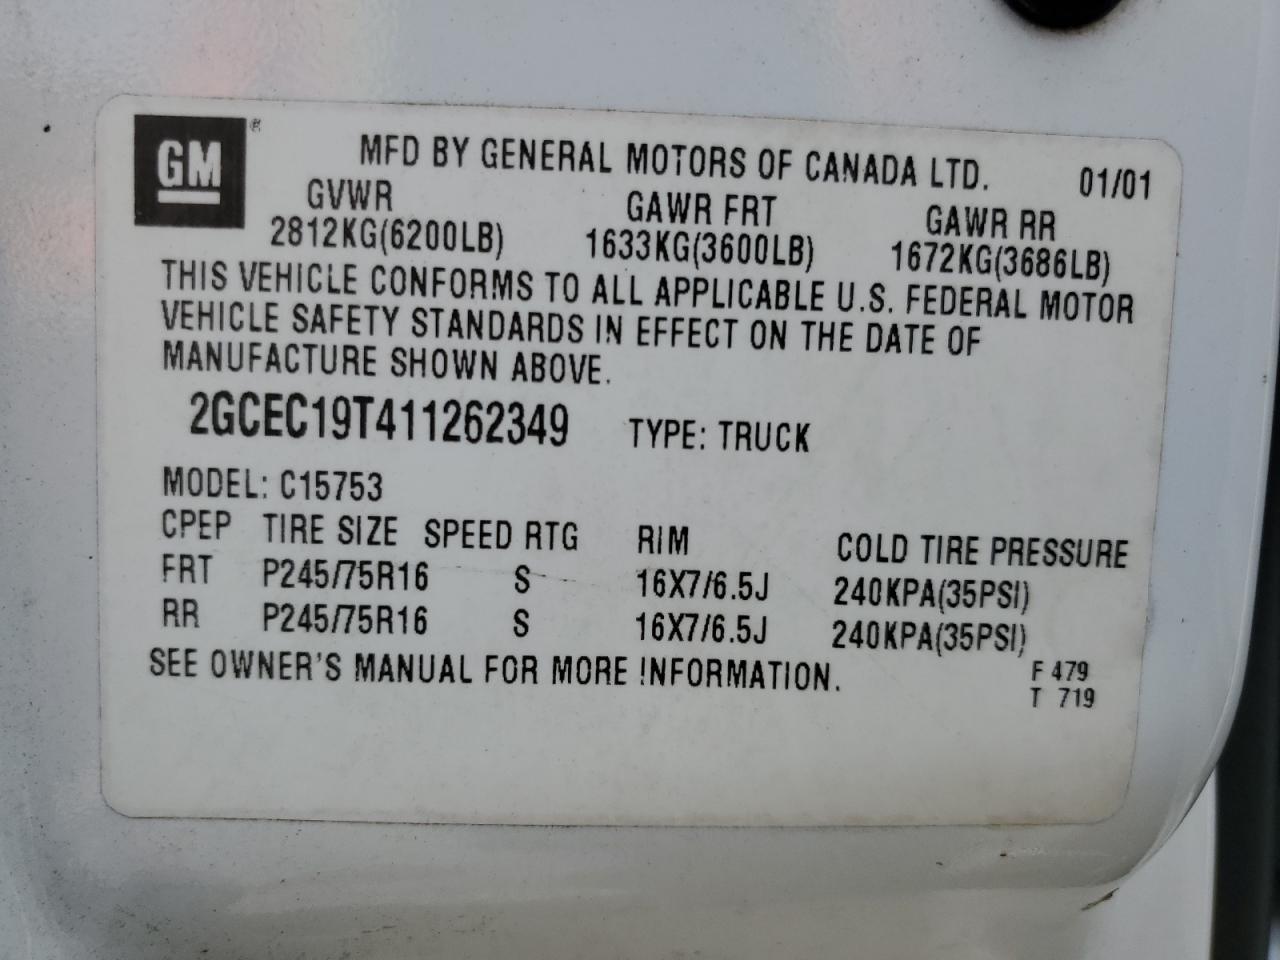 GM ®
MFD BY GENERAL MOTORS OF CANADA LTD. 01/01
GVWR GAWR FRT GAWR RR
2812KG(6200LB) 1633KG(3600LB) 1672KG(3686LB)
THIS VEHICLE CONFORMS TO ALL APPLICABLE U.S. FEDERAL MOTOR
VEHICLE SAFETY STANDARDS IN EFFECT ON THE DATE OF
MANUFACTURE SHOWN ABOVE.
2GCEC19T411262349 TYPE: TRUCK
MODEL: C15753
CPEP TIRE SIZE SPEED RTG RIM COLD TIRE PRESSURE
FRT P245/75R16 S 16X7/6.5J 240KPA(35PSI)
RR P245/75R16 S 16X7/6.5J 240KPA(35PSI)
SEE OWNER'S MANUAL FOR MORE INFORMATION.
F 479
T 719